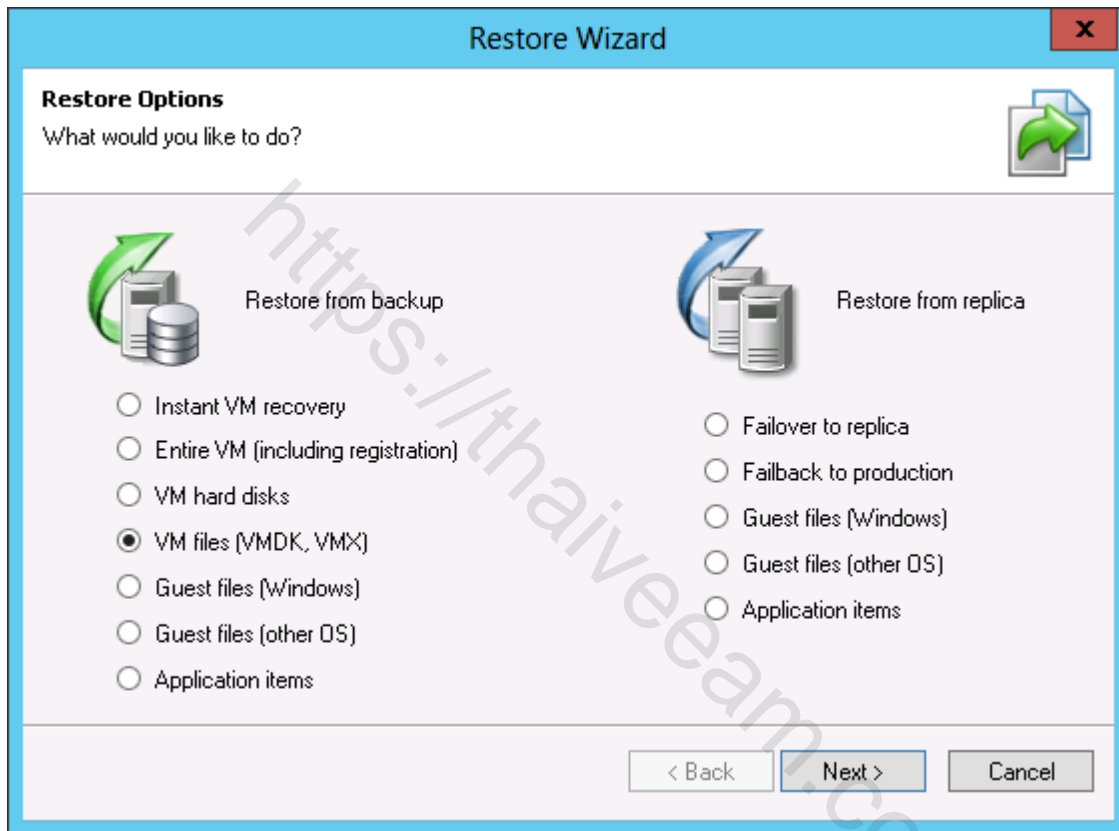 Restore Wizard
x
Restore Options
What would you like to do?
Restore from backup
Instant VM recovery
Entire VM (including registration)
VM hard disks
VM files (VMDK, VMX)
Guest files (Windows)
Guest files (other OS)
Application items
Restore from replica
Failover to replica
Failback to production
Guest files (Windows)
Guest files (other OS)
Application items
< Back
Next >
Cancel
https://thaiveeam.co